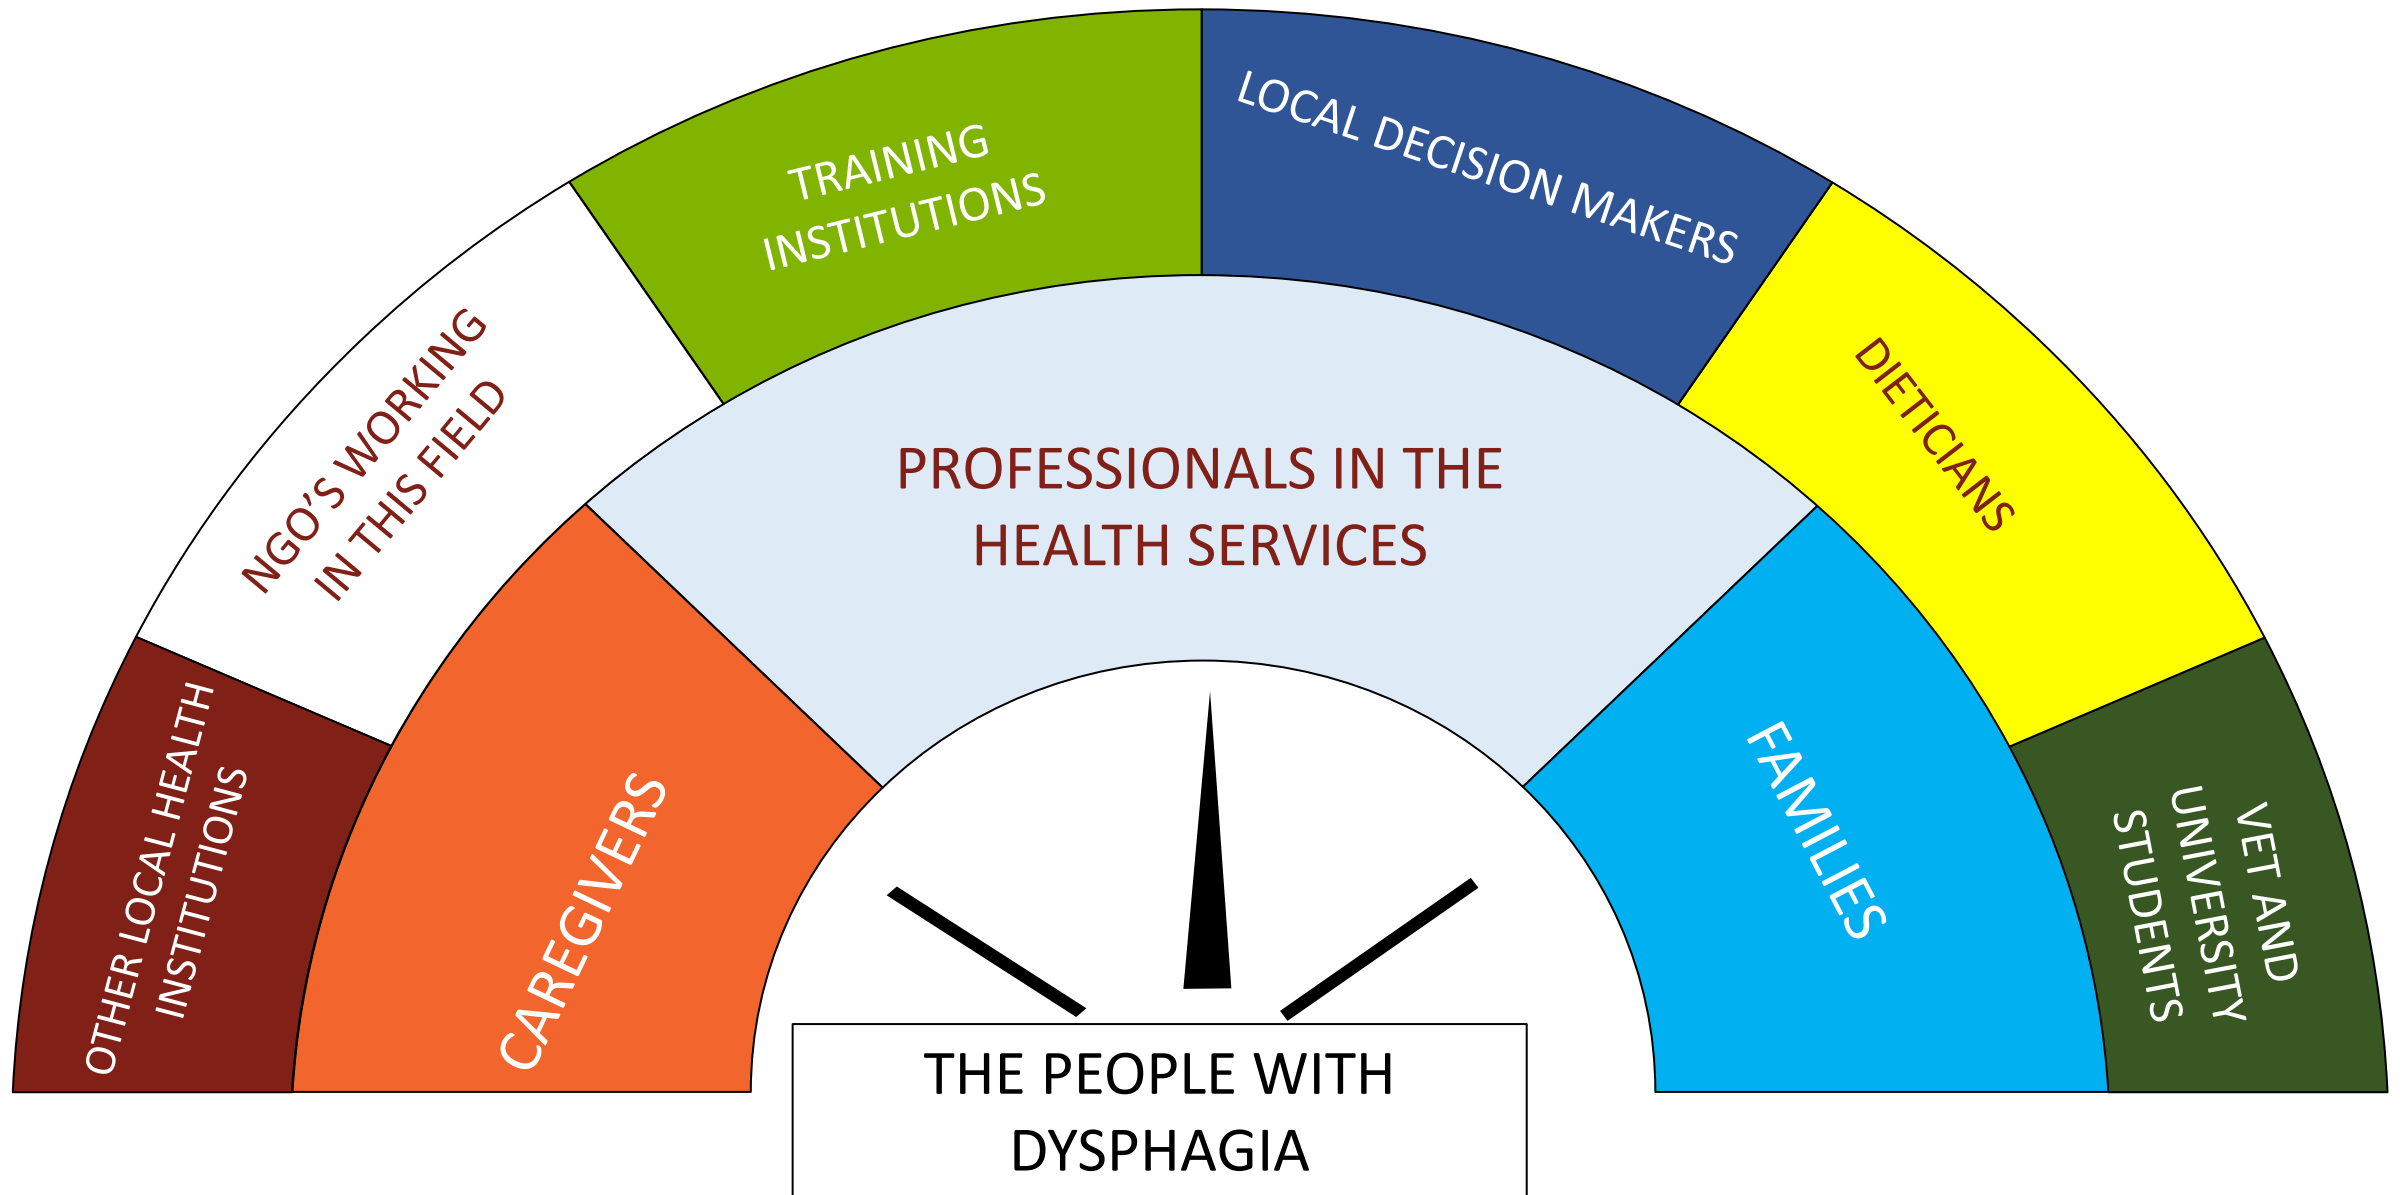 OTHER LOCAL HEALTH
INSTITUTIONS
NGO’S WORKING
IN THIS FIELD
TRAINING
INSTITUTIONS
LOCAL DECISION MAKERS
DIETICIANS
VET AND
UNIVERSITY
STUDENTS
CAREGIVERS
PROFESSIONALS IN THE
HEALTH SERVICES
FAMILIES
THE PEOPLE WITH
DYSPHAGIA